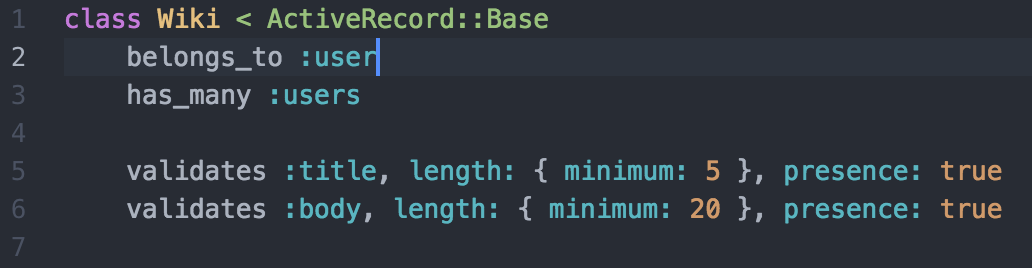 1 class Wiki < ActiveRecord::Base
2     belongs_to :user
3     has_many :users
4
5     validates :title, length: { minimum: 5 }, presence: true
6     validates :body, length: { minimum: 20 }, presence: true
7